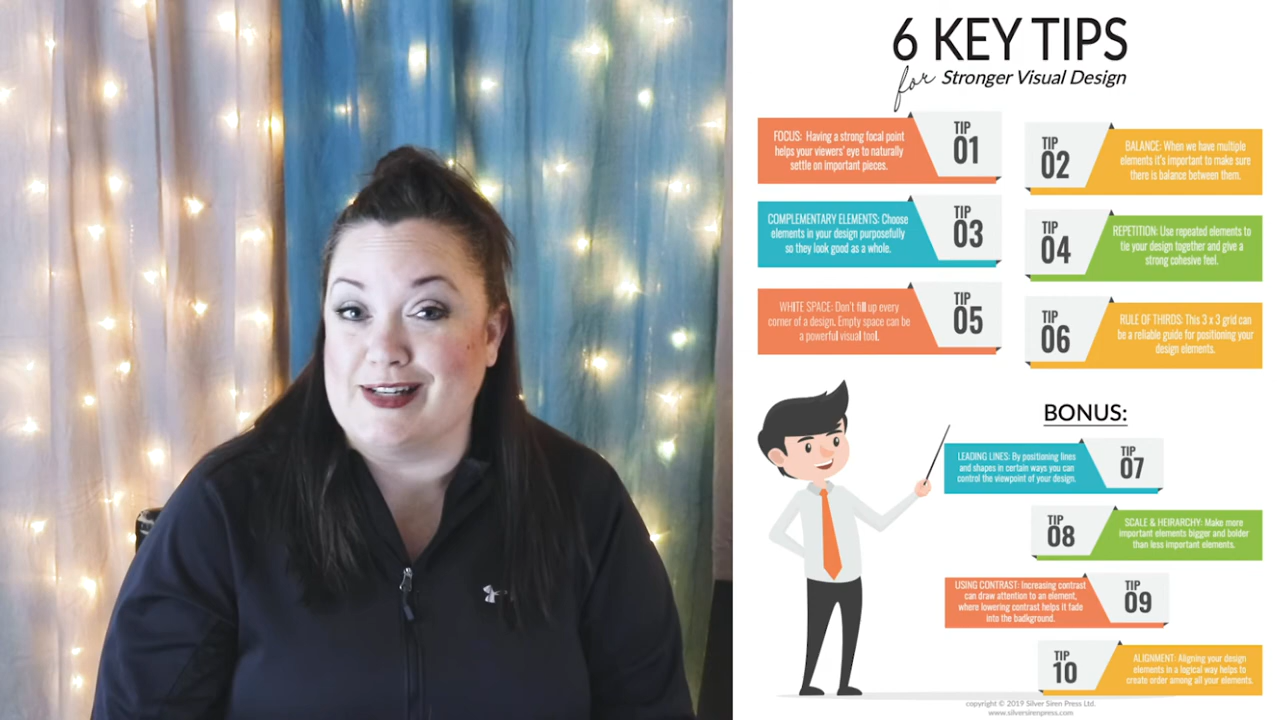 6 KEY TIPS
for Stronger Visual Design
FOCUS: Having a strong focal point
helps your viewers' eye to naturally
settle on important pieces.
TIP
01
TIP
02
BALANCE: When we have multiple
elements it's important to make sure
there is balance between them.
COMPLEMENTARY ELEMENTS: Choose
elements in your design purposefully
so they look good as a whole.
TIP
03
TIP
04
REPETITION: Use repeated elements to
tie your design together and give a
strong cohesive feel.
WHITE SPACE: Don't fill up every
corner of a design. Empty space can be
a powerful visual tool.
TIP
05
TIP
06
RULE OF THIRDS: This 3 x 3 grid can
be a reliable guide for positioning your
design elements.
BONUS:
LEADING LINES: By positioning lines
and shapes in certain ways you can
control the viewpoint of your design.
TIP
07
TIP
08
SCALE & HEIRARCHY: Make more
important elements bigger and bolder
than less important elements.
USING CONTRAST: Increasing contrast
can draw attention to an element,
where lowering contrast helps it fade
into the background.
TIP
09
TIP
10
ALIGNMENT: Aligning your design
elements in a logical way helps to
create order among all your elements.
copyright © 2019 Silver Siren Press Ltd.
www.silversirenpress.com